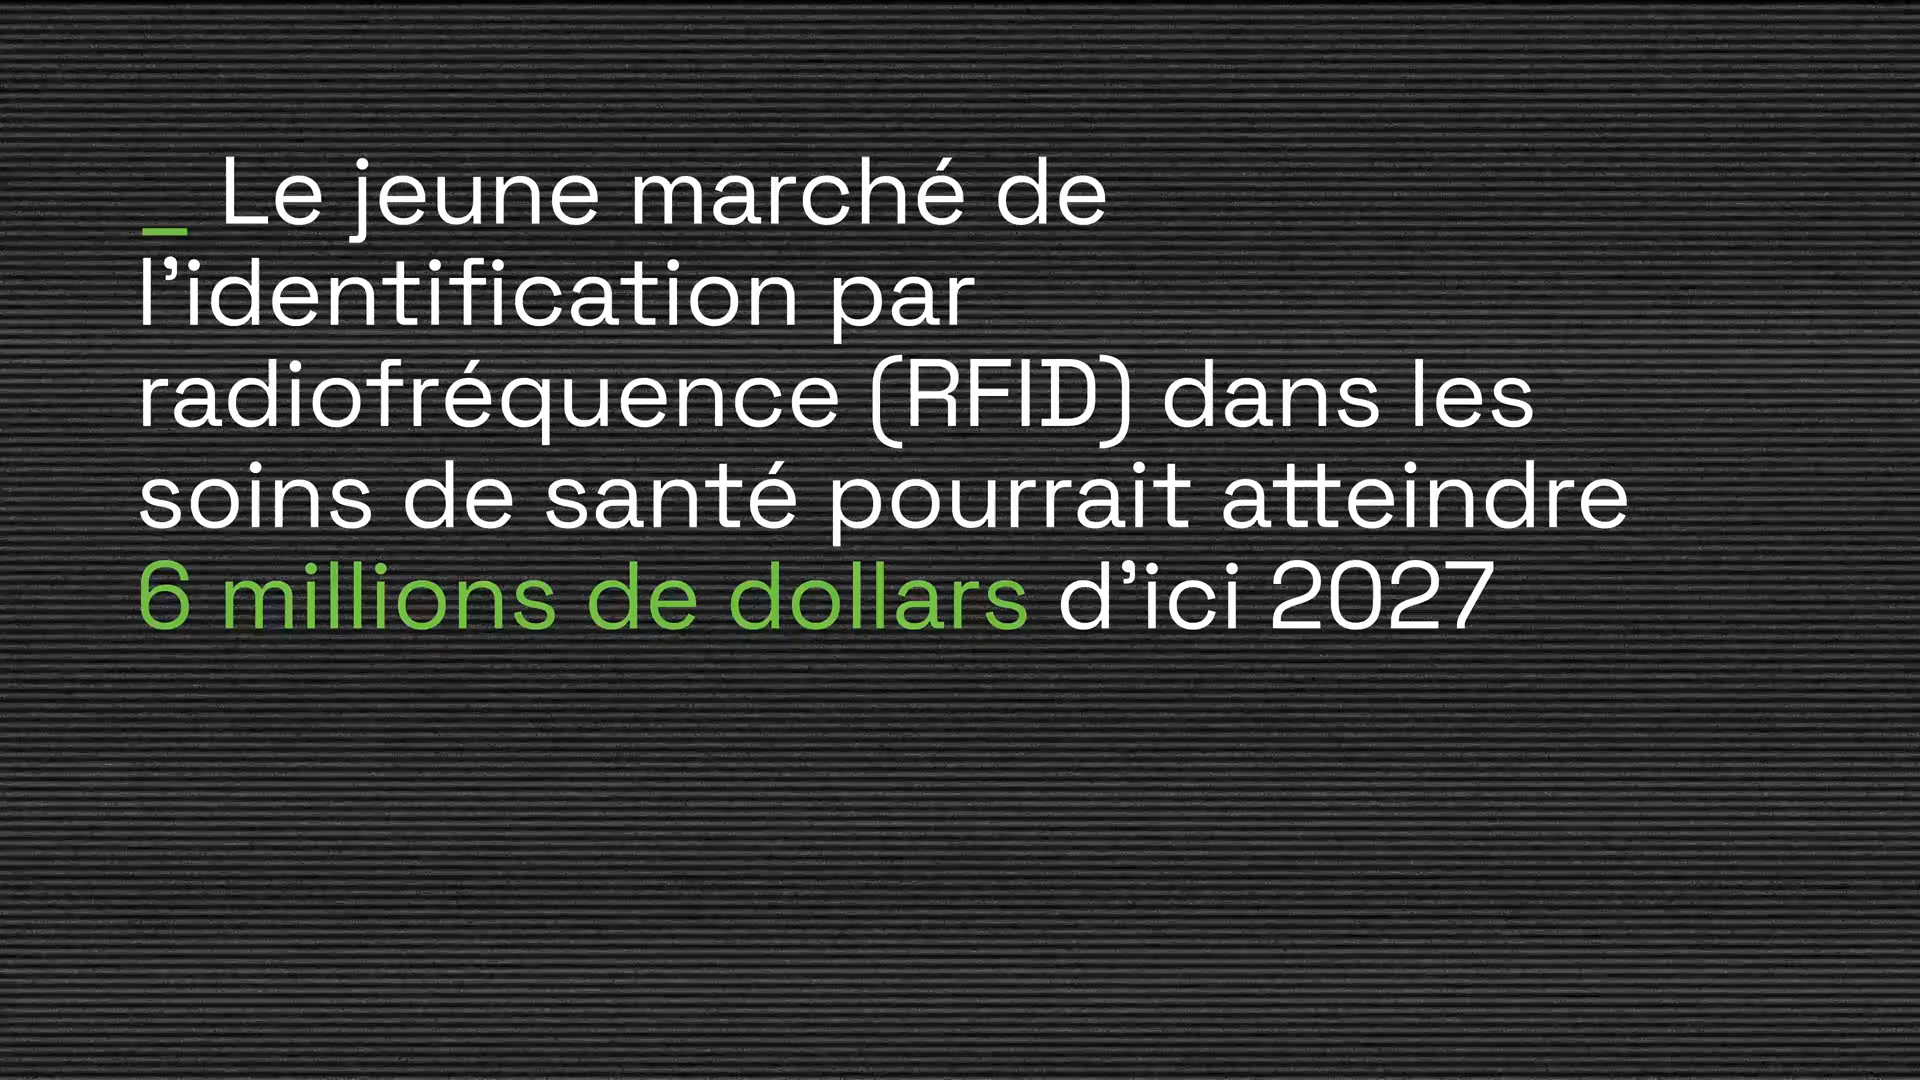 _ Le jeune marché de
l’identification par
radiofréquence (RFID) dans les
soins de santé pourrait atteindre
6 millions de dollars d’ici 2027